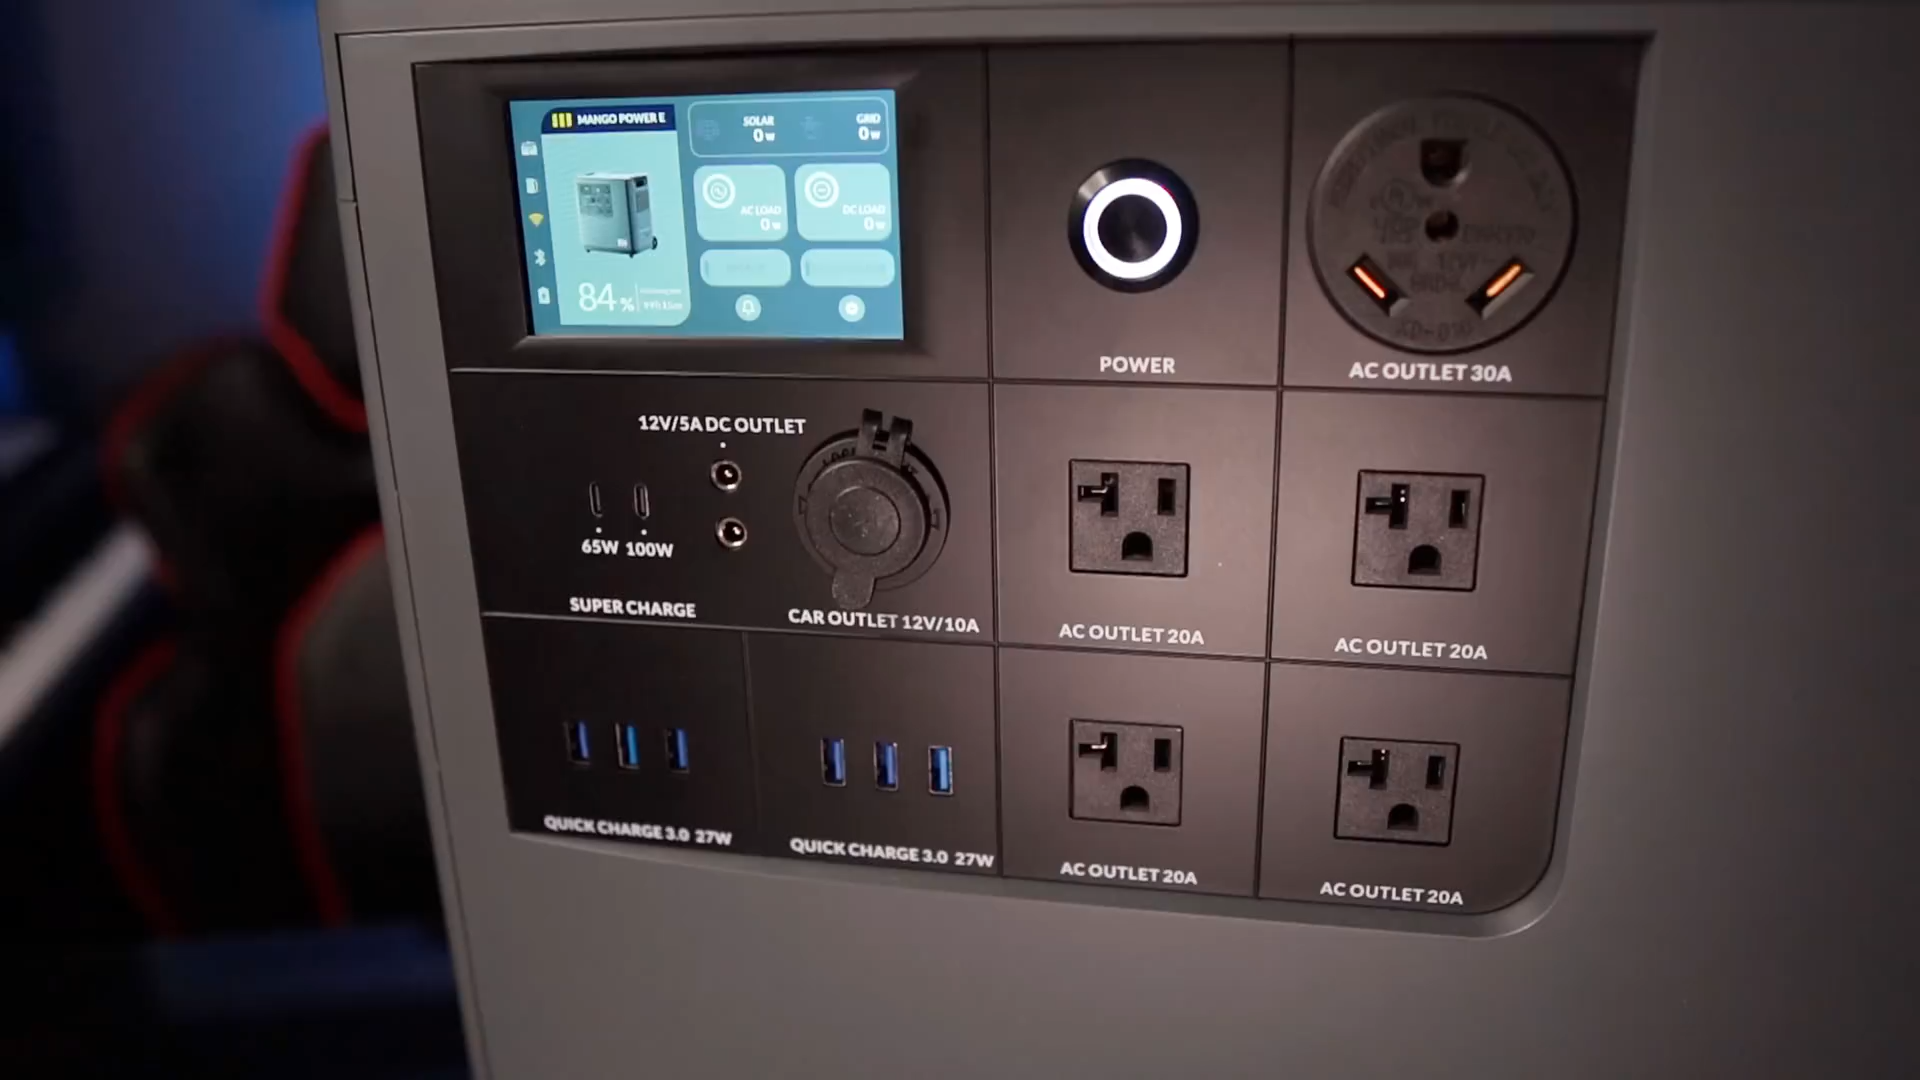 MANGO POWER E
SOLAR
0w
GRID
0w
AC LOAD
0w
DC LOAD
0w
84%
POWER
AC OUTLET 30A
12V/5A DC OUTLET
65W 100W
SUPER CHARGE
CAR OUTLET 12V/10A
AC OUTLET 20A
AC OUTLET 20A
QUICK CHARGE 3.0 27W
QUICK CHARGE 3.0 27W
AC OUTLET 20A
AC OUTLET 20A